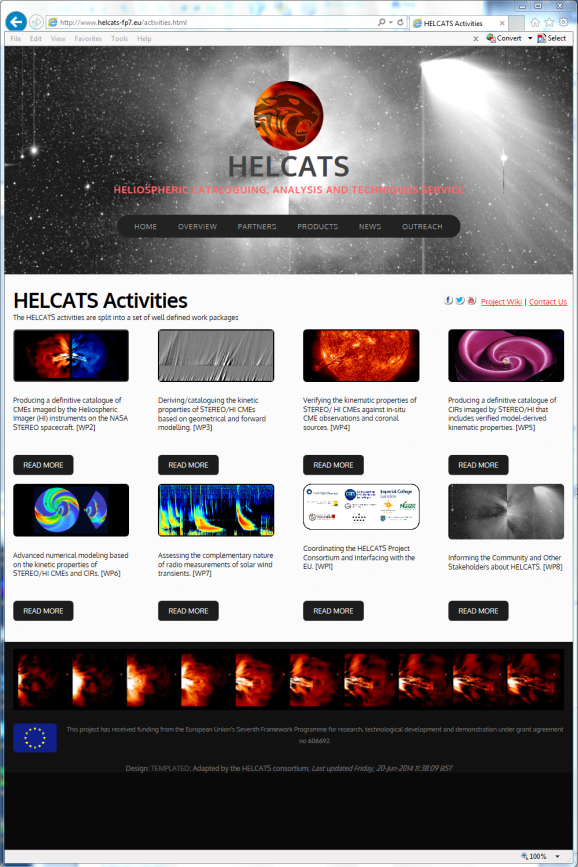 http://www.helcats-fp7.eu/activities.html
HELCATS Activities
File Edit View Favorites Tools Help
Convert
Select
HELCATS
HELIOSPHERIC CATALOGUING, ANALYSIS AND TECHNIQUES SERVICE
HOME OVERVIEW PARTNERS PRODUCTS NEWS OUTREACH
HELCATS Activities
Project Wiki | Contact Us
The HELCATS activities are split into a set of well defined work packages
Producing a definitive catalogue of
CMEs imaged by the Heliospheric
Imager (HI) instruments on the NASA
STEREO spacecraft. [WP2]
READ MORE
Deriving/cataloguing the kinetic
properties of STEREO/HI CMEs
based on geometrical and forward
modelling. [WP3]
READ MORE
Verifying the kinematic properties of
STEREO/ HI CMEs against in-situ
CME observations and coronal
sources. [WP4]
READ MORE
Producing a definitive catalogue of
CIRs imaged by STEREO/HI that
includes verified model-derived
kinematic properties. [WP5]
READ MORE
Advanced numerical modeling based
on the kinetic properties of
STEREO/HI CMEs and CIRs. [WP6]
READ MORE
Assessing the complementary nature
of radio measurements of solar wind
transients. [WP7]
READ MORE
Imperial College
London
Coordinating the HELCATS Project
Consortium and Interfacing with the
EU. [WP1]
READ MORE
Informing the Community and Other
Stakeholders about HELCATS. [WP8]
READ MORE
This project has received funding from the European Union's Seventh Framework Programme for research, technological development and demonstration under grant agreement
no 606692.
Design: TEMPLATED; Adapted by the HELCATS consortium; Last updated Friday, 20-Jun-2014 11:38:09 BST
100%